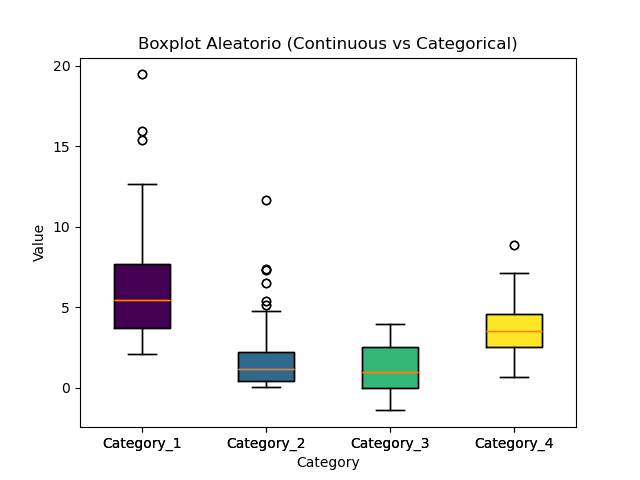 Boxplot Aleatorio (Continuous vs Categorical)
20
15
10
5
0
Value
Category_1 Category_2 Category_3 Category_4
Category